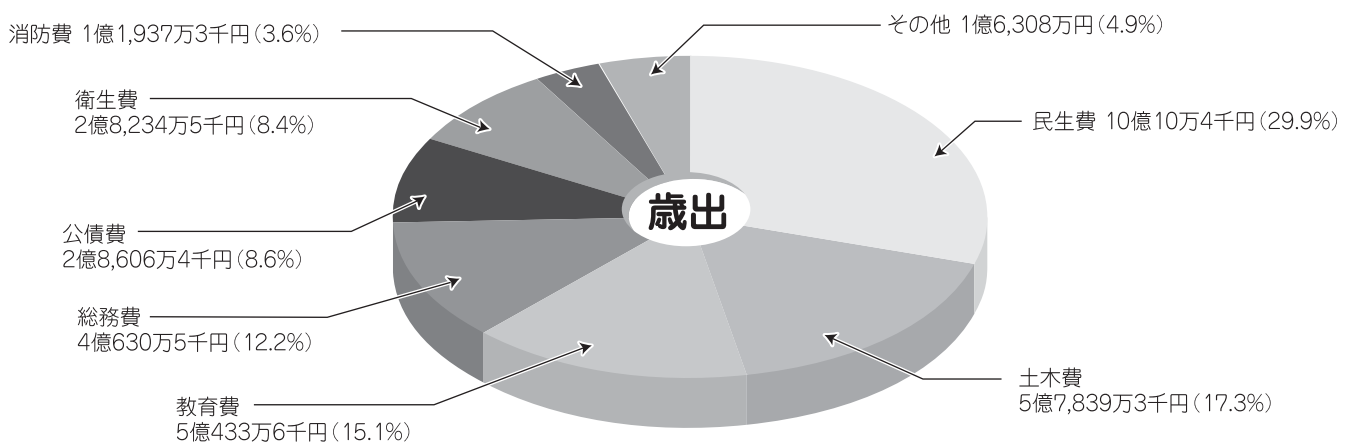 消防費 1億1,937万3千円（3.6%）
その他 1億6,308万円（4.9%）
衛生費
2億8,234万5千円（8.4%）
民生費 10億10万4千円（29.9%）
歳出
公債費
2億8,606万4千円（8.6%）
総務費
4億630万5千円（12.2%）
土木費
5億7,839万3千円（17.3%）
教育費
5億433万6千円（15.1%）